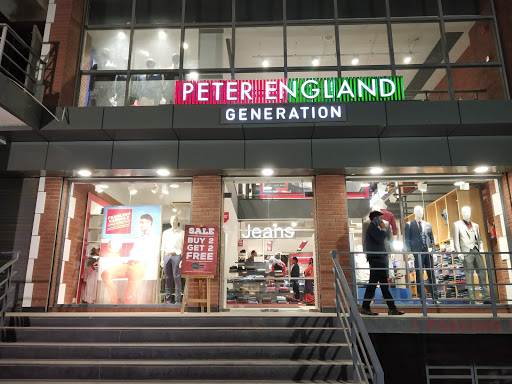 PETER ENGLAND
GENERATION
SALE
BUY 2
GET 2
FREE
Jeans